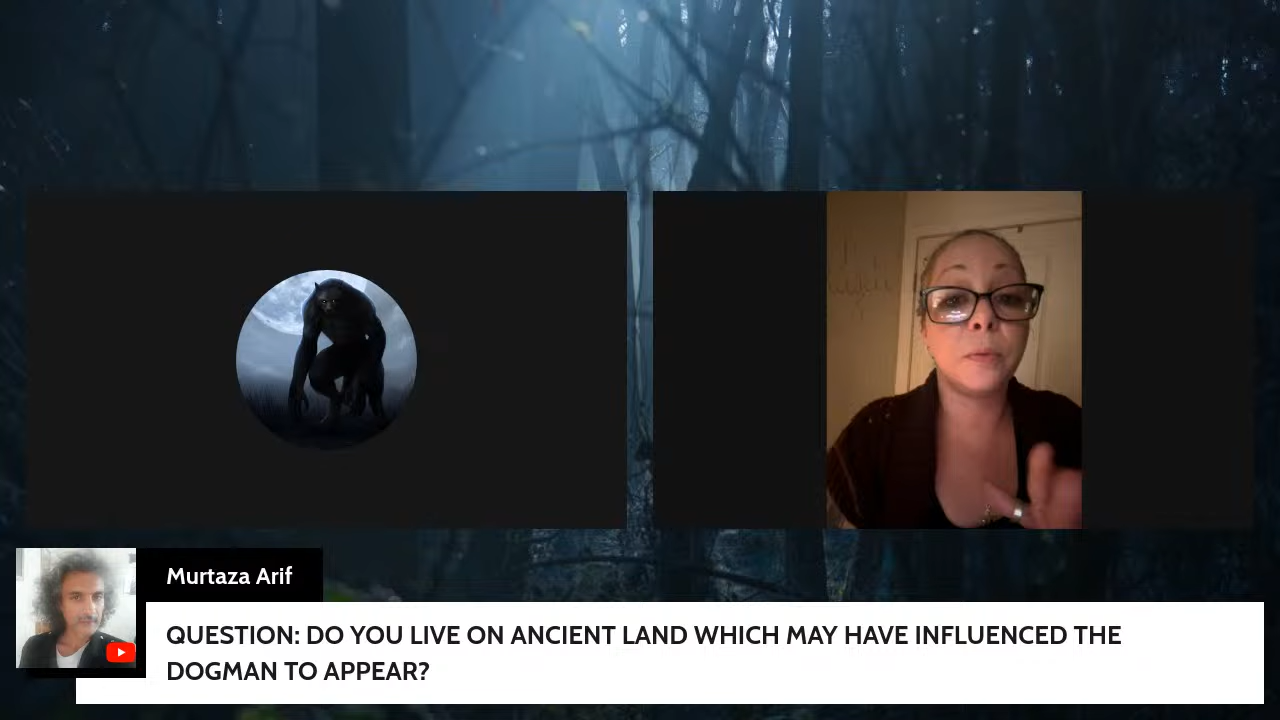 Murtaza Arif
QUESTION: DO YOU LIVE ON ANCIENT LAND WHICH MAY HAVE INFLUENCED THE
DOGMAN TO APPEAR?